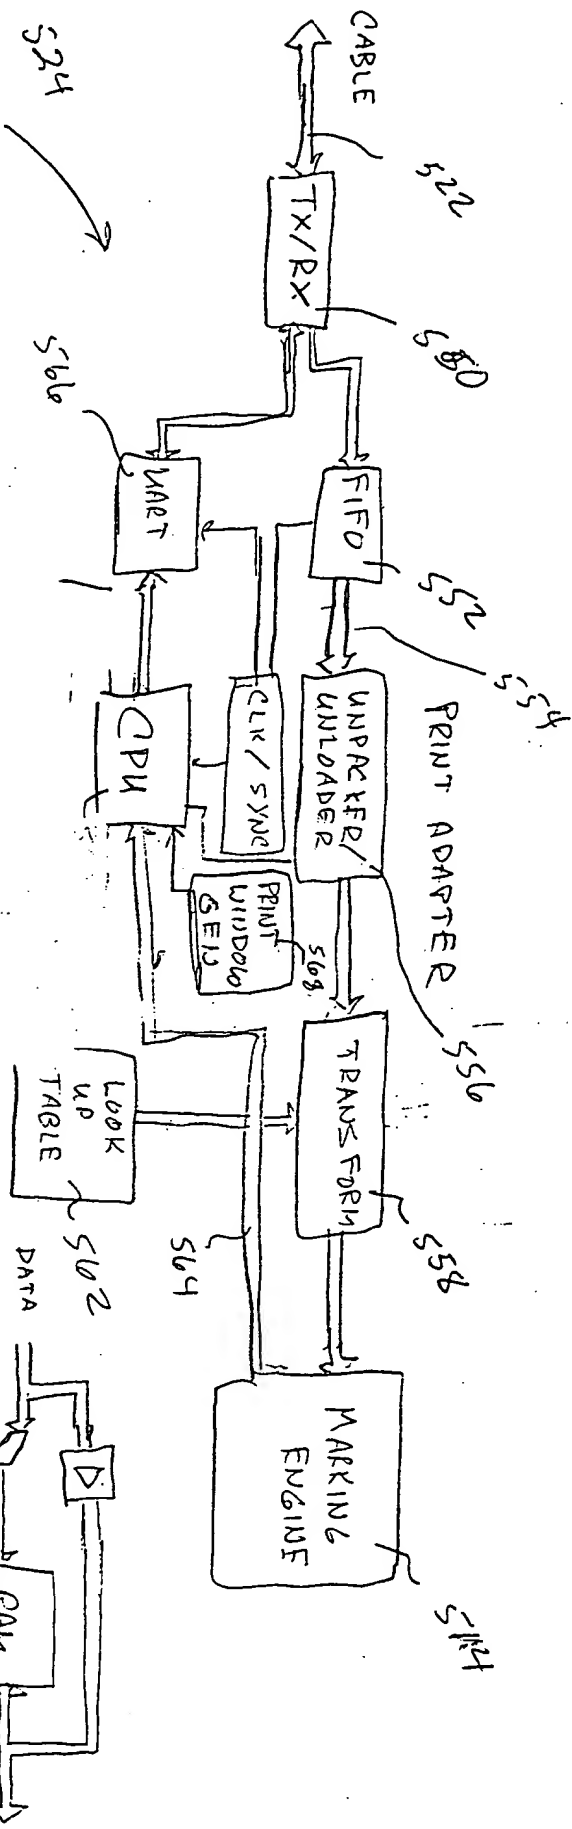 PRINT ADAPTER
CABLE
522
TX/RX
550
FIFO
552
554
UNPACKER/
UNLOADER
556
TRANSFORM
558
MARKING
ENGINE
514
524
566
UART
CLK/SYNC
CPU
PRINT
WINDOW
GEN
568
LOOK
UP
TABLE
562
564
DATA
D